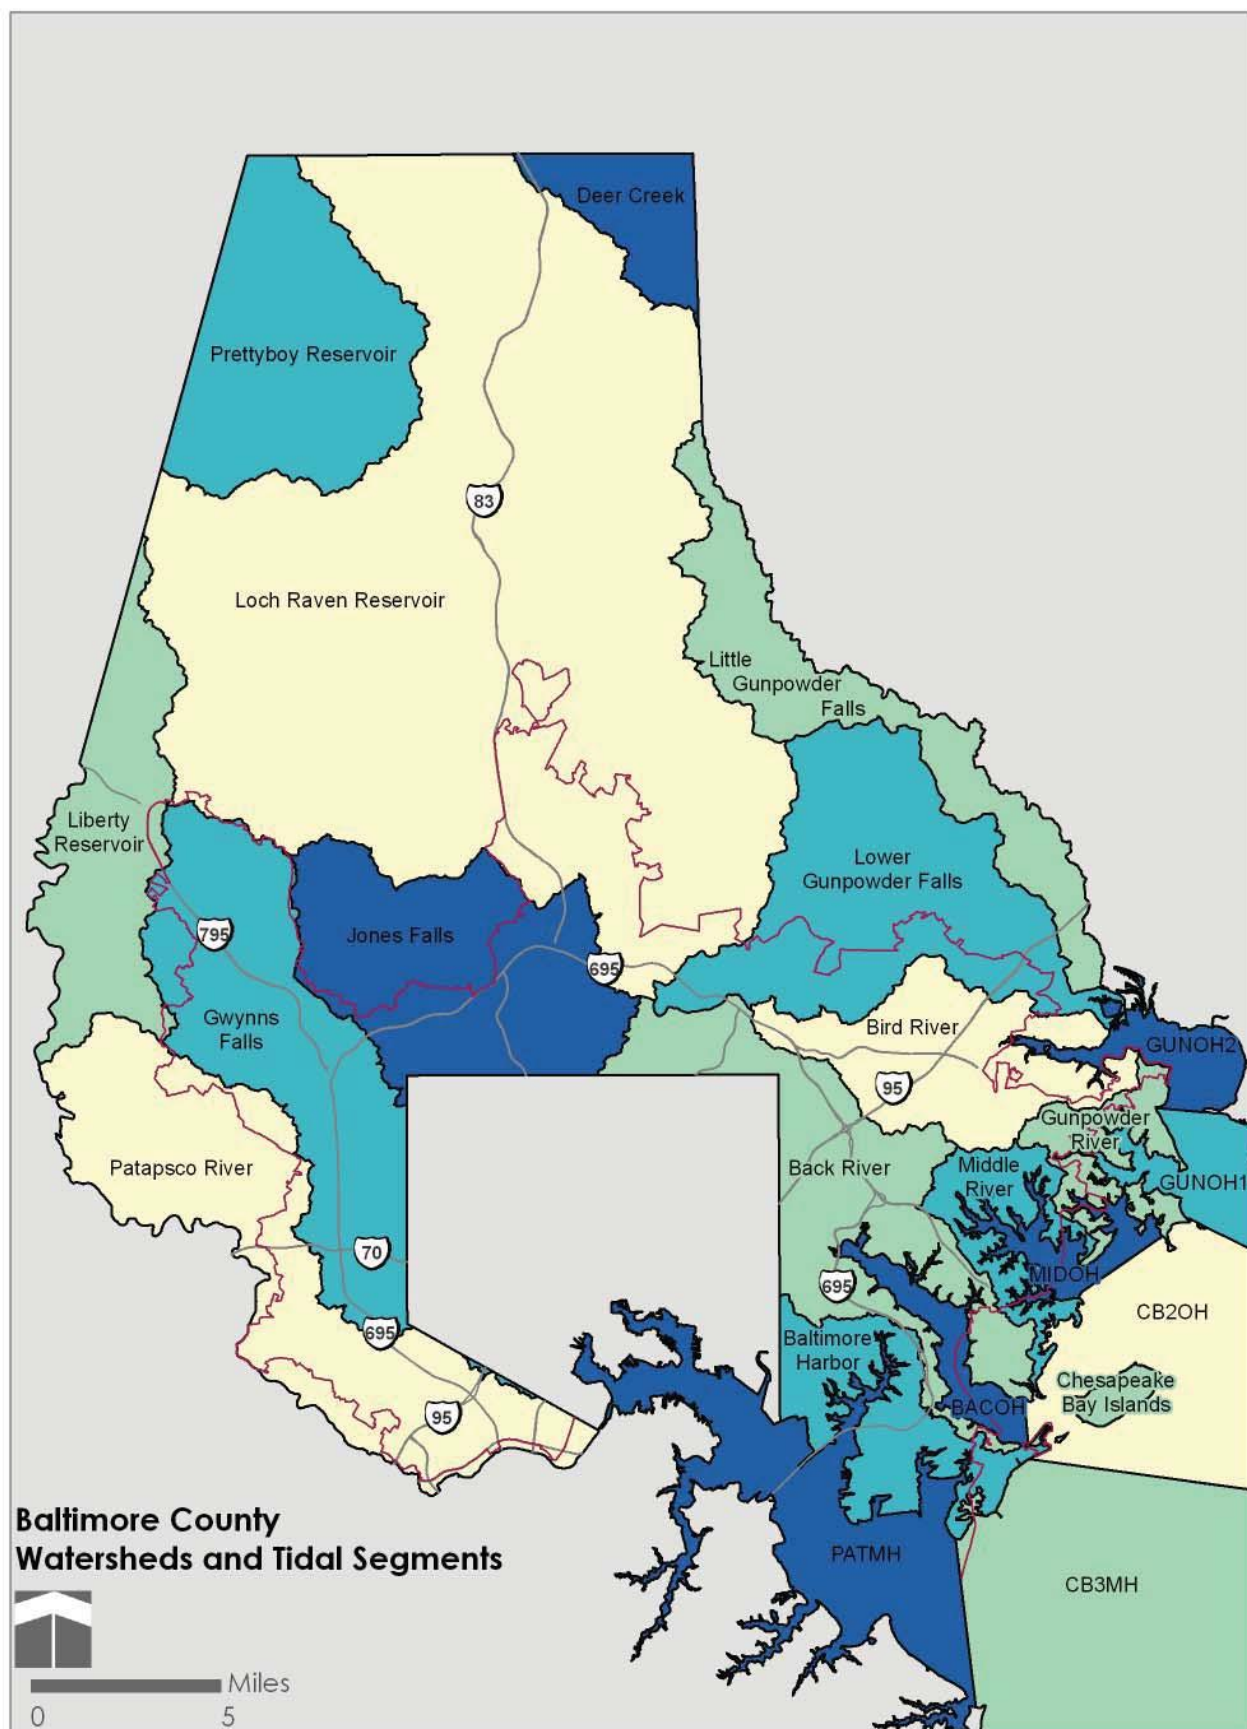 Deer Creek
Prettyboy Reservoir
83
Loch Raven Reservoir
Little
Gunpowder
Falls
Liberty
Reservoir
Lower
Gunpowder Falls
795
Jones Falls
695
Gwynns
Falls
Bird River
GUNOH2
95
Gunpowder
River
Patapsco River
Back River
Middle
River
GUNOH1
70
695
MIDOH
CB2OH
695
Baltimore
Harbor
Chesapeake
Bay Islands
BACOH
95
Baltimore County
Watersheds and Tidal Segments
PATMH
CB3MH
Miles
0 5